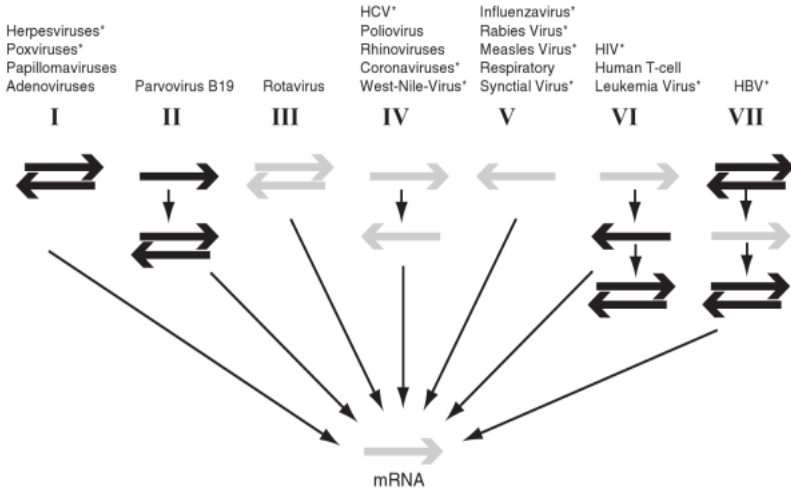 Herpesviruses*
Poxviruses*
Papillomaviruses
Adenoviruses
Parvovirus B19
Rotavirus
HCV*
Poliovirus
Rhinoviruses
Coronaviruses*
West-Nile-Virus*
Influenzavirus*
Rabies Virus*
Measles Virus*
Respiratory
Synctial Virus*
HIV*
Human T-cell
Leukemia Virus*
HBV*
I
II
III
IV
V
VI
VII
mRNA